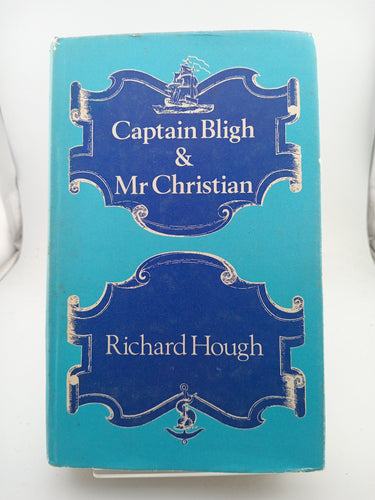 Captain Bligh
&
Mr Christian
Richard Hough